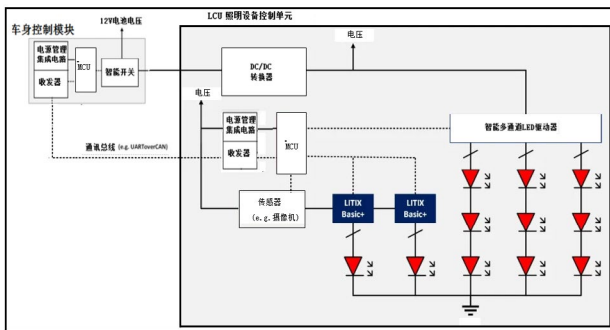 12V电池电压
LCU 照明设备控制单元
车身控制模块
电源管理
集成电路
MCU
智能开关
收发器
DC/DC
转换器
电压
电压
电源管理
集成电路
收发器
MCU
智能多通道LED驱动器
通讯总线 (e.g. UARToverCAN)
传感器
(e.g.摄像机)
LITIX
Basic+
LITIX
Basic+